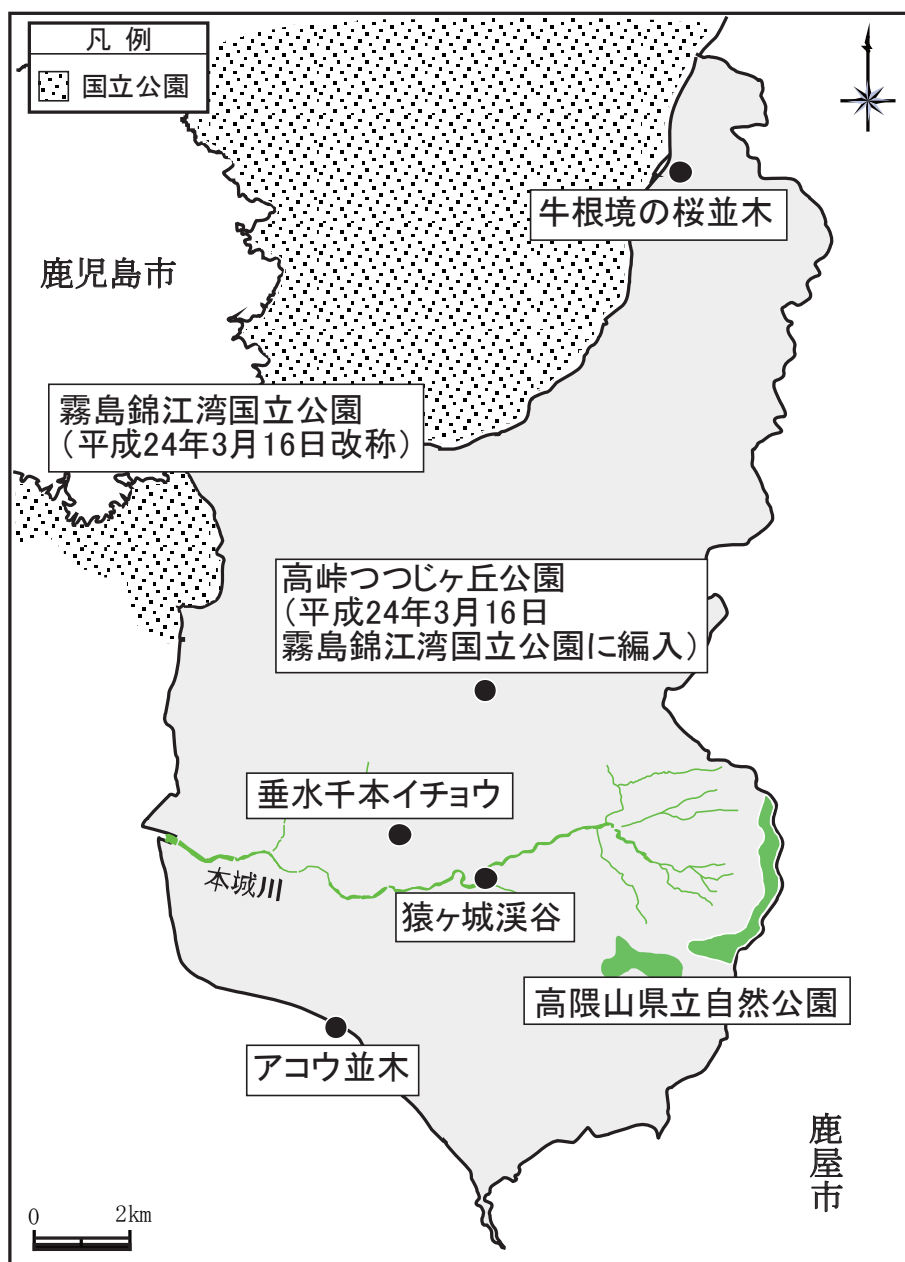 凡例
国立公園
牛根境の桜並木
鹿児島市
霧島錦江湾国立公園
(平成24年3月16日改称)
高峠つつじヶ丘公園
(平成24年3月16日
霧島錦江湾国立公園に編入)
垂水千本イチョウ
本城川
猿ヶ城渓谷
高隈山県立自然公園
アコウ並木
鹿屋市
0 2km